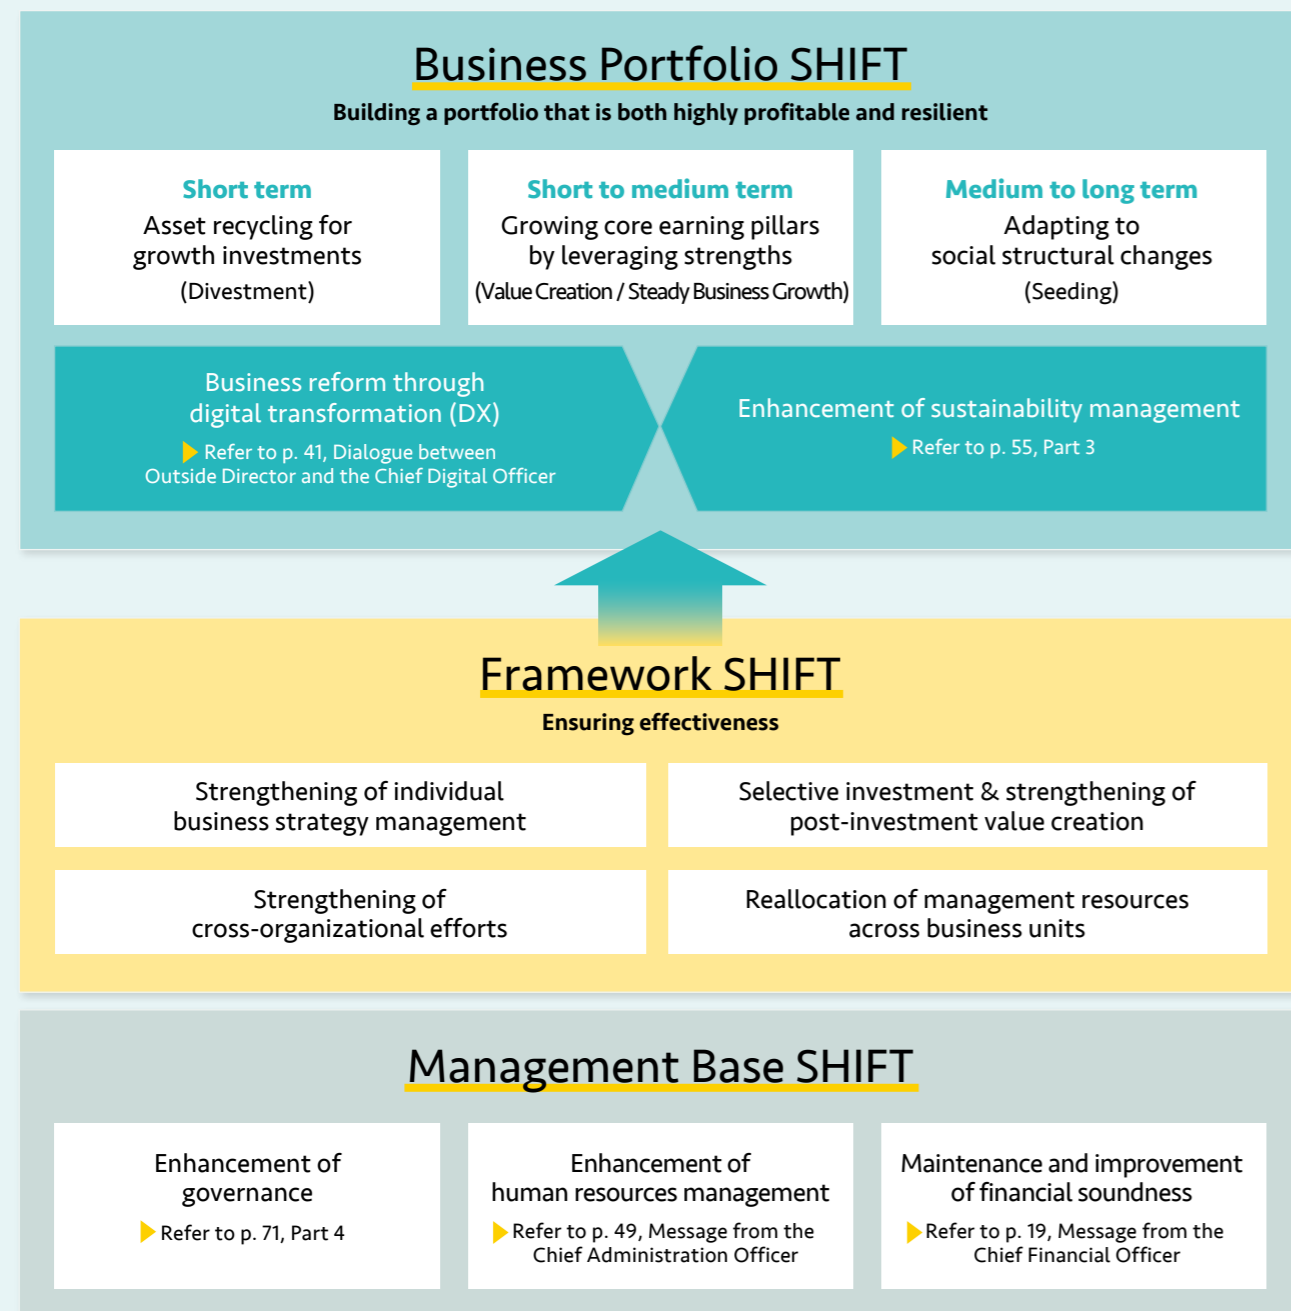 Business Portfolio SHIFT
Building a portfolio that is both highly profitable and resilient
Short term
Asset recycling for
growth investments
(Divestment)
Short to medium term
Growing core earning pillars
by leveraging strengths
(Value Creation / Steady Business Growth)
Medium to long term
Adapting to
social structural changes
(Seeding)
Business reform through
digital transformation (DX)
Refer to p. 41, Dialogue between
Outside Director and the Chief Digital Officer
Enhancement of sustainability management
Refer to p. 55, Part 3
Framework SHIFT
Ensuring effectiveness
Strengthening of individual
business strategy management
Selective investment & strengthening of
post-investment value creation
Strengthening of
cross-organizational efforts
Reallocation of management resources
across business units
Management Base SHIFT
Enhancement of
governance
Refer to p. 71, Part 4
Enhancement of
human resources management
Refer to p. 49, Message from the
Chief Administration Officer
Maintenance and improvement
of financial soundness
Refer to p. 19, Message from the
Chief Financial Officer